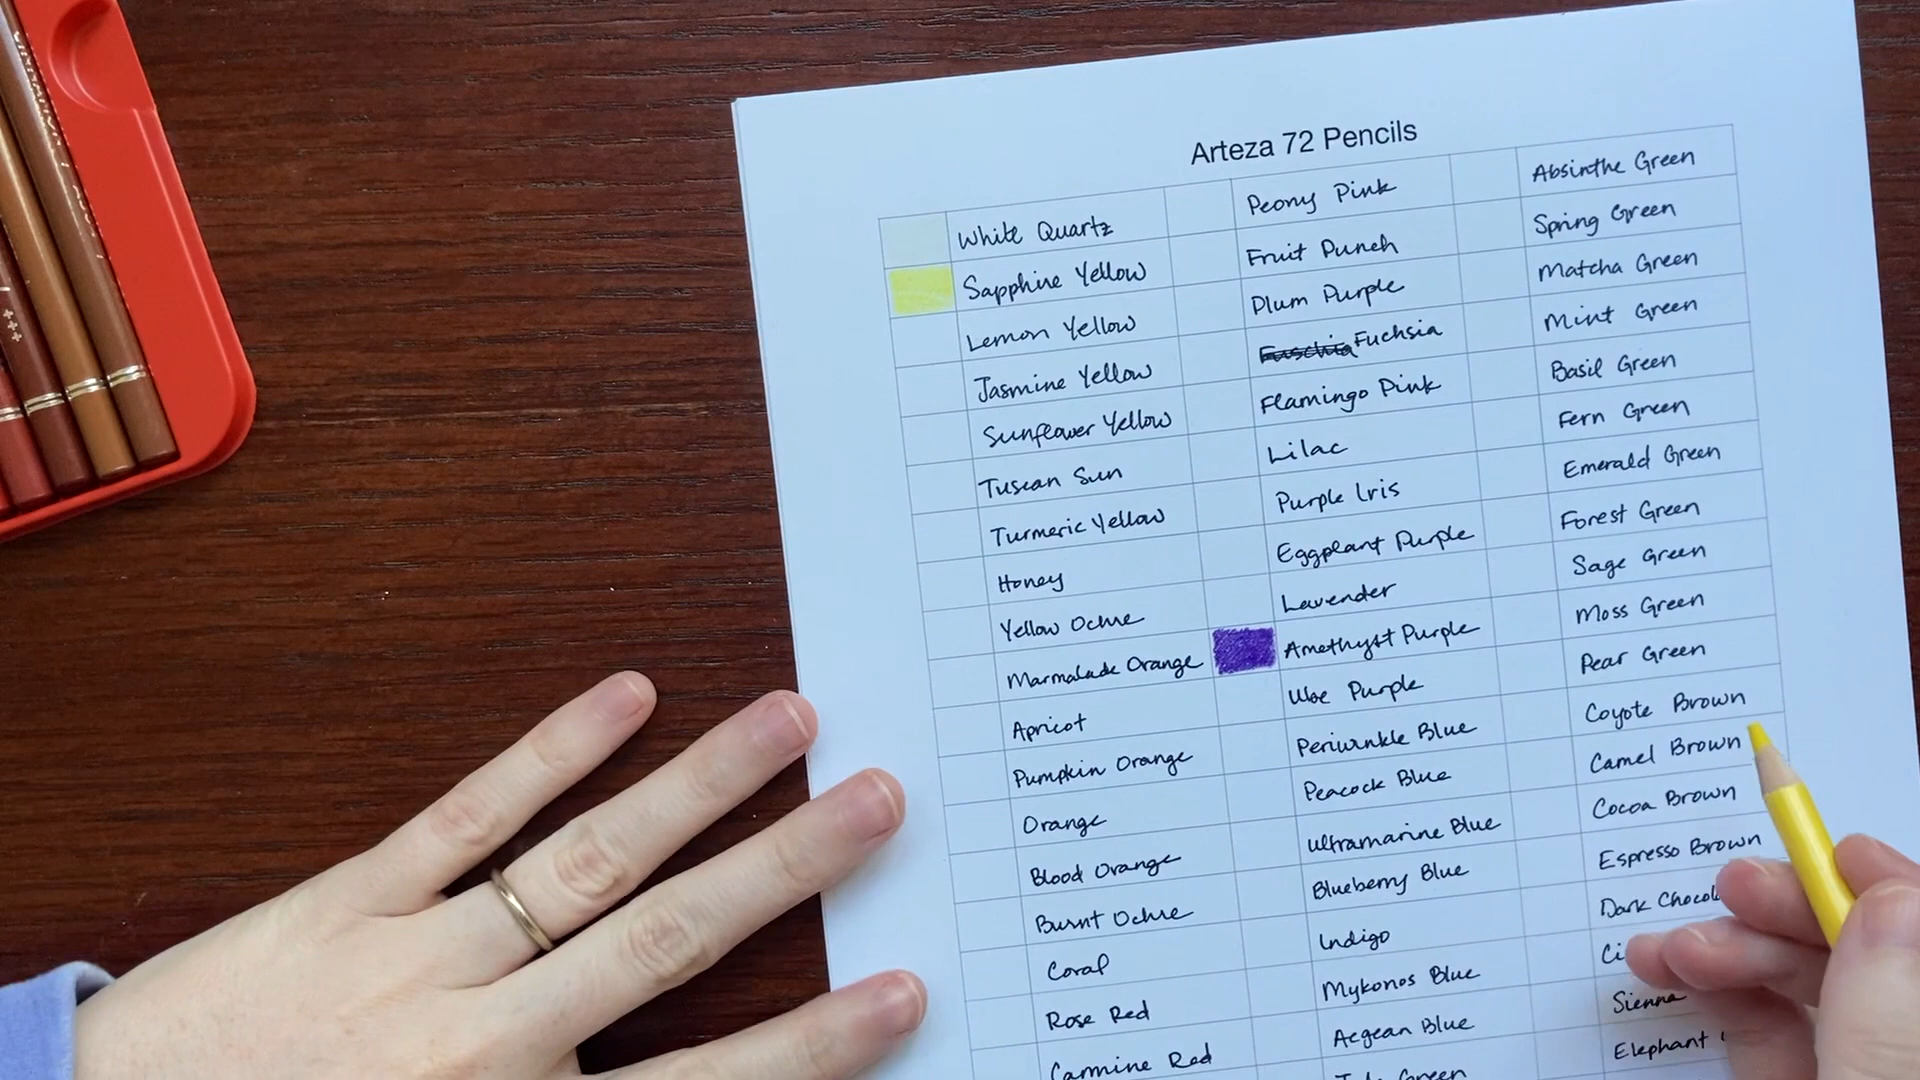 Arteza 72 Pencils
White Quartz
Sapphire Yellow
Lemon Yellow
Jasmine Yellow
Sunflower Yellow
Tuscan Sun
Turmeric Yellow
Honey
Yellow Ochre
Marmalade Orange
Apricot
Pumpkin Orange
Orange
Blood Orange
Burnt Ochre
Coral
Rose Red
Carmine Red
Peony Pink
Fruit Punch
Plum Purple
Fuschia Fuchsia
Flamingo Pink
Lilac
Purple Iris
Eggplant Purple
Lavender
Amethyst Purple
Ube Purple
Periwinkle Blue
Peacock Blue
Ultramarine Blue
Blueberry Blue
Indigo
Mykonos Blue
Aegean Blue
Green
Absinthe Green
Spring Green
Matcha Green
Mint Green
Basil Green
Fern Green
Emerald Green
Forest Green
Sage Green
Moss Green
Pear Green
Coyote Brown
Camel Brown
Cocoa Brown
Espresso Brown
Dark Chocol
Ci
Sienna
Elephant